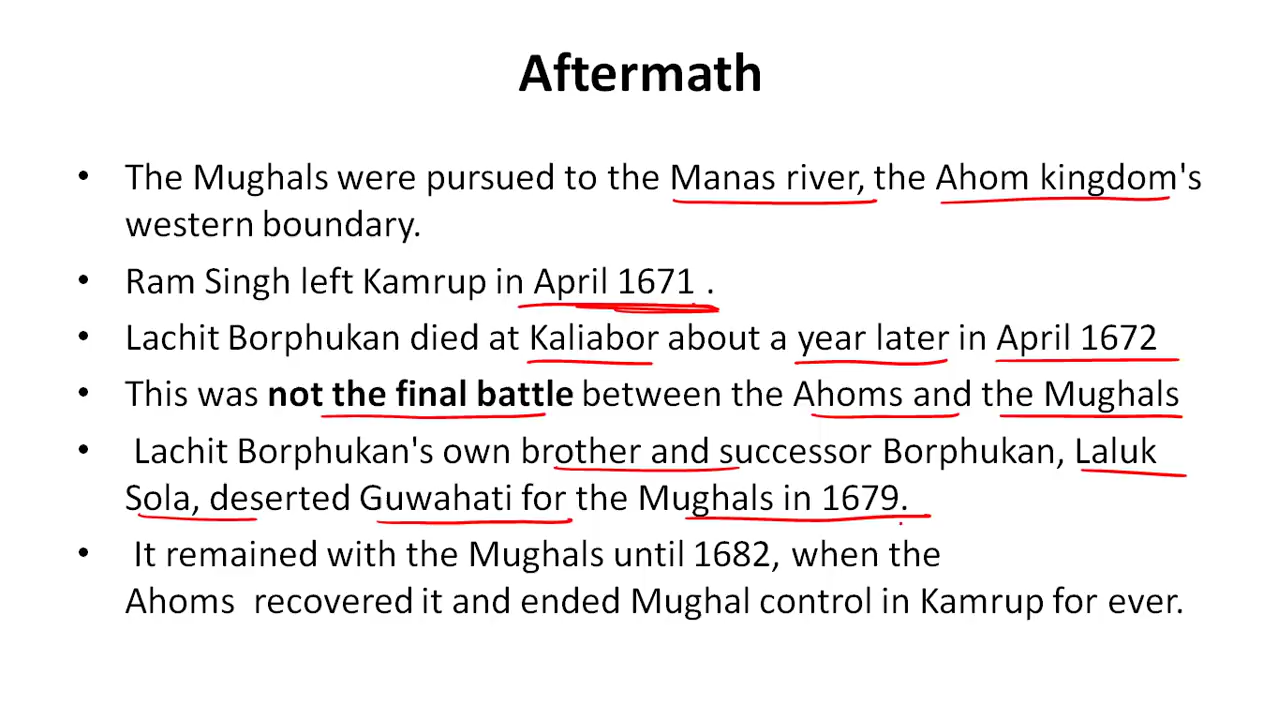 Aftermath
• The Mughals were pursued to the Manas river, the Ahom kingdom's
western boundary.
• Ram Singh left Kamrup in April 1671 .
• Lachit Borphukan died at Kaliabor about a year later in April 1672
• This was not the final battle between the Ahoms and the Mughals
• Lachit Borphukan's own brother and successor Borphukan, Laluk
Sola, deserted Guwahati for the Mughals in 1679.
• It remained with the Mughals until 1682, when the
Ahoms recovered it and ended Mughal control in Kamrup for ever.